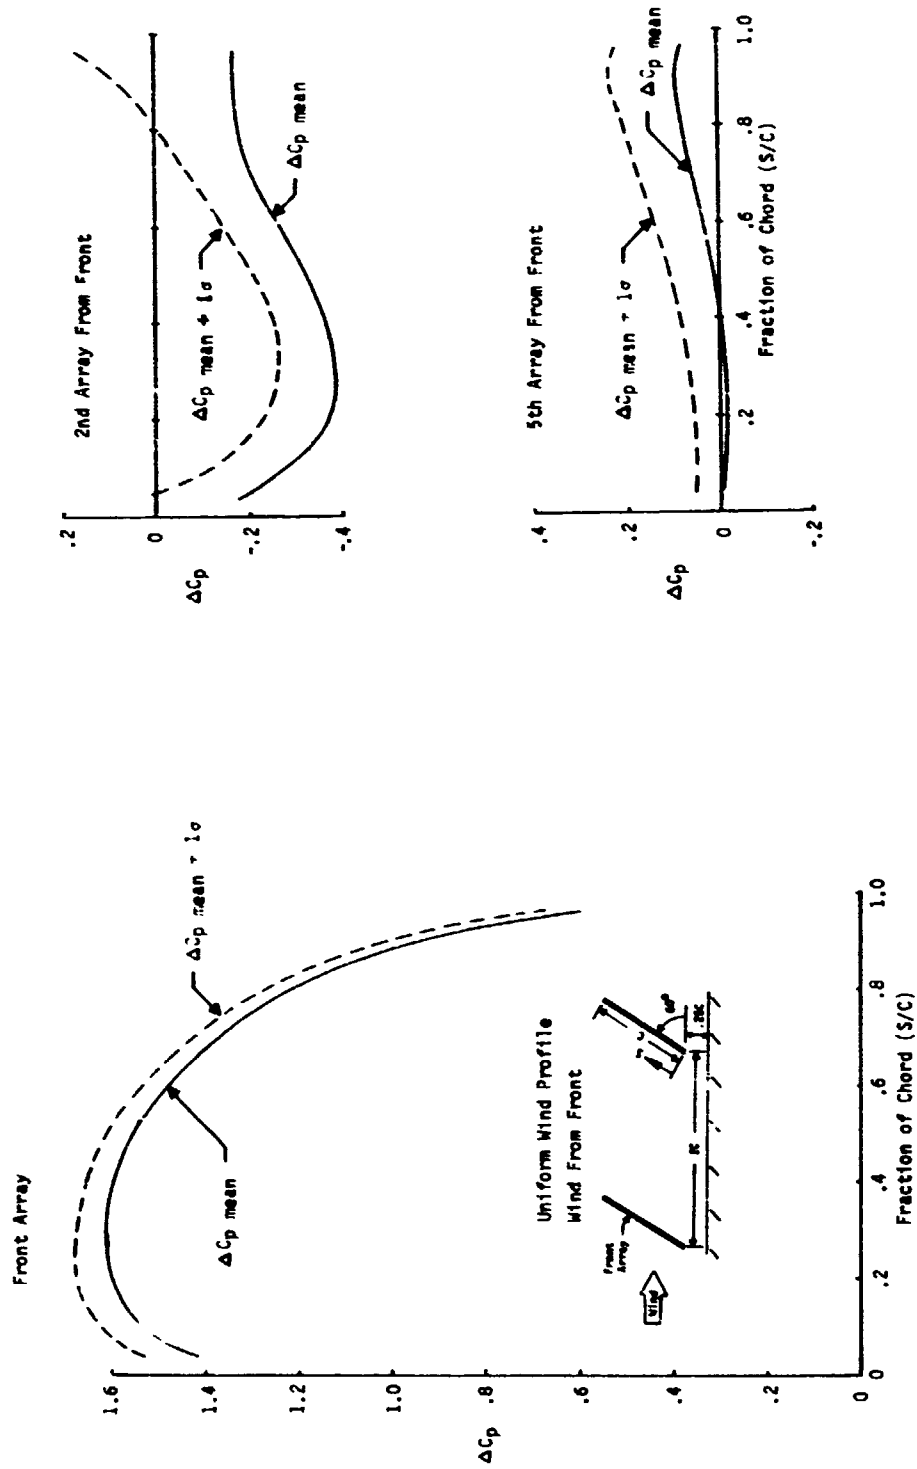 Front Array
ΔCp
1.6
1.4
1.2
1.0
.8
.6
.4
.2
0
ΔCp mean
ΔCp mean + 1σ
Uniform Wind Profile
Wind From Front
Wind
Front
Array
60°
.25C
0
.2
.4
.6
.8
1.0
Fraction of Chord (S/C)
2nd Array From Front
ΔCp
.2
0
-.2
-.4
ΔCp mean + 1σ
ΔCp mean
5th Array From Front
ΔCp
.4
.2
0
-.2
ΔCp mean + 1σ
ΔCp mean
.2
.4
.6
.8
1.0
Fraction of Chord (S/C)